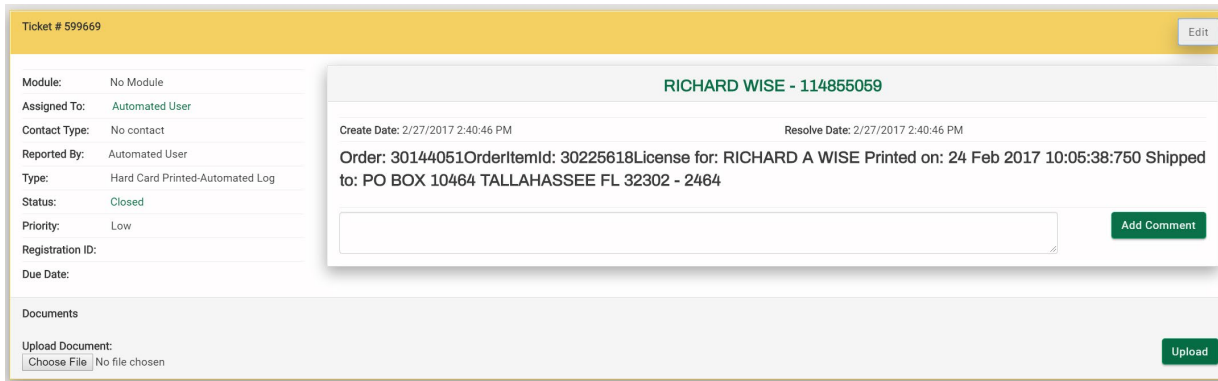 Ticket # 599669
Edit
Module: No Module
Assigned To: Automated User
Contact Type: No contact
Reported By: Automated User
Type: Hard Card Printed-Automated Log
Status: Closed
Priority: Low
Registration ID:
Due Date:
RICHARD WISE - 114855059
Create Date: 2/27/2017 2:40:46 PM Resolve Date: 2/27/2017 2:40:46 PM
Order: 30144051OrderItemId: 30225618License for: RICHARD A WISE Printed on: 24 Feb 2017 10:05:38:750 Shipped
to: PO BOX 10464 TALLAHASSEE FL 32302 - 2464
Add Comment
Documents
Upload Document:
Choose File No file chosen
Upload